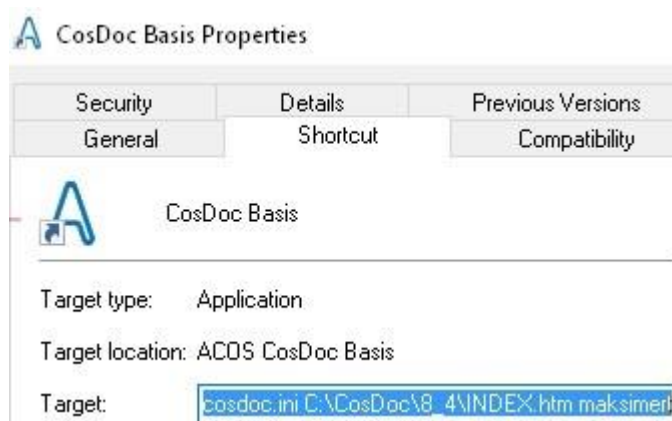 CosDoc Basis Properties
Security Details Previous Versions
General Shortcut Compatibility
CosDoc Basis
Target type: Application
Target location: ACOS CosDoc Basis
Target: cosdoc.ini C:\CosDoc\8_4\INDEX.htm